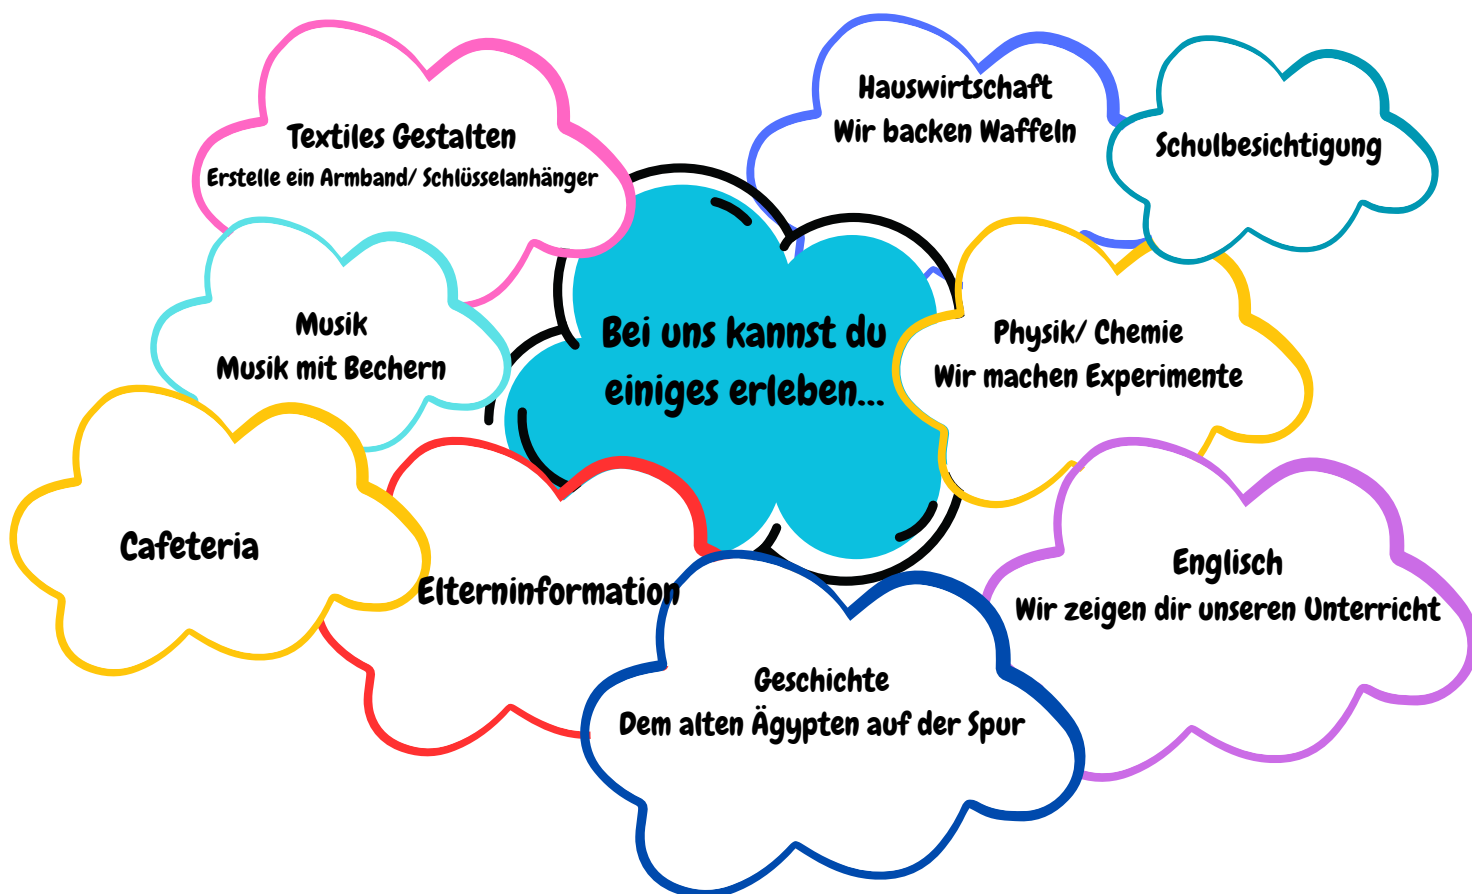 Textiles Gestalten
Erstelle ein Armband/ Schlüsselanhänger
Hauswirtschaft
Wir backen Waffeln
Schulbesichtigung
Musik
Musik mit Bechern
Bei uns kannst du
einiges erleben...
Physik/ Chemie
Wir machen Experimente
Cafeteria
Elterninformation
Englisch
Wir zeigen dir unseren Unterricht
Geschichte
Dem alten Ägypten auf der Spur